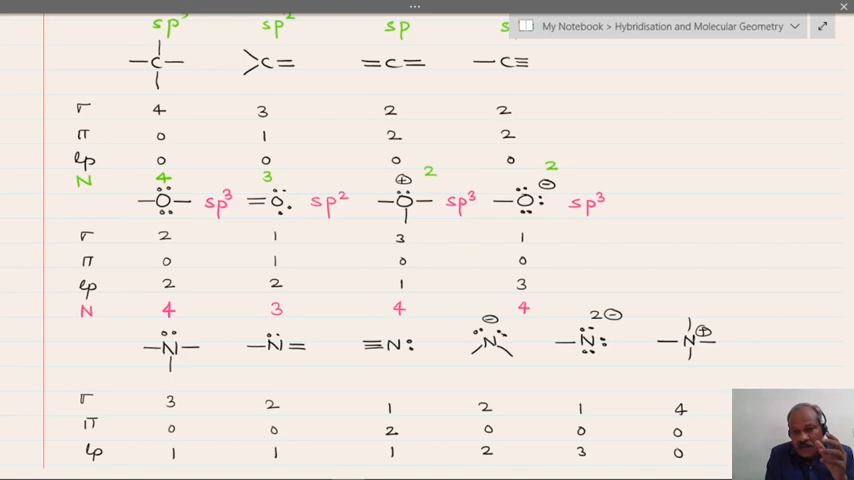 sp³ sp² sp s
My Notebook > Hybridisation and Molecular Geometry
—C— >C= =C= —C≡
σ 4 3 2 2
π 0 1 2 2
lp 0 0 0 0
N 4 3 2 2
—O— sp³ =O sp² —O— ⊕ sp³ —O ⊖ sp³
σ 2 1 3 1
π 0 1 0 0
lp 2 2 1 3
N 4 3 4 4
—N— —N= ≡N: N ⊖ —N: 2⊖ —N— ⊕
σ 3 2 1 2 1 4
π 0 0 2 0 0 0
lp 1 1 1 2 3 0